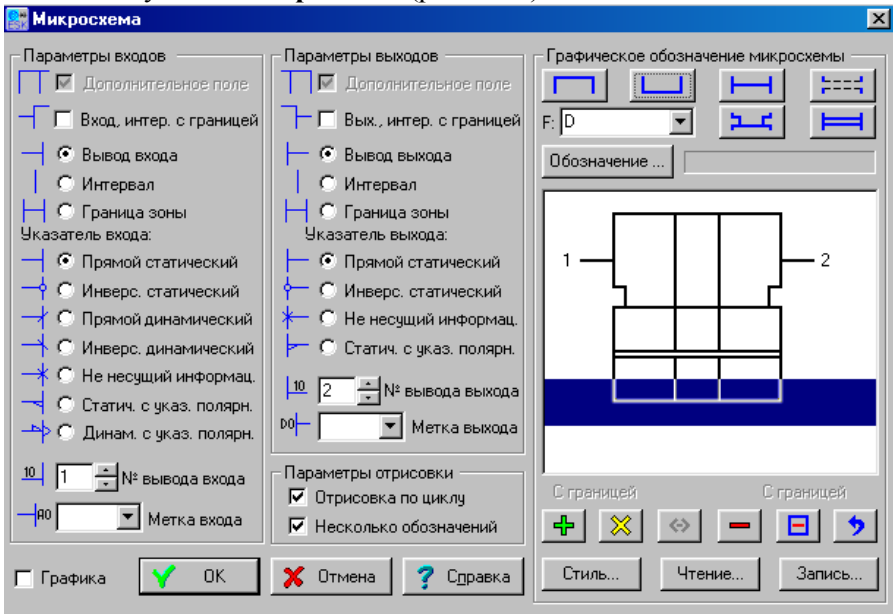 Микросхема
Параметры входов
Дополнительное поле
Вход, интер. с границей
Вывод входа
Интервал
Граница зоны
Указатель входа:
Прямой статический
Инверс. статический
Прямой динамический
Инверс. динамический
Не несущий информац.
Статич. с указ. полярн.
Динам. с указ. полярн.
10 1 № вывода входа
A0 Метка входа
Параметры выходов
Дополнительное поле
Вых., интер. с границей
Вывод выхода
Интервал
Граница зоны
Указатель выхода:
Прямой статический
Инверс. статический
Не несущий информац.
Статич. с указ. полярн.
10 2 № вывода выхода
D0 Метка выхода
Параметры отрисовки
Отрисовка по циклу
Несколько обозначений
Графическое обозначение микросхемы
F: D
Обозначение ...
1 2
С границей С границей
Стиль... Чтение... Запись...
Графика OK Отмена Справка